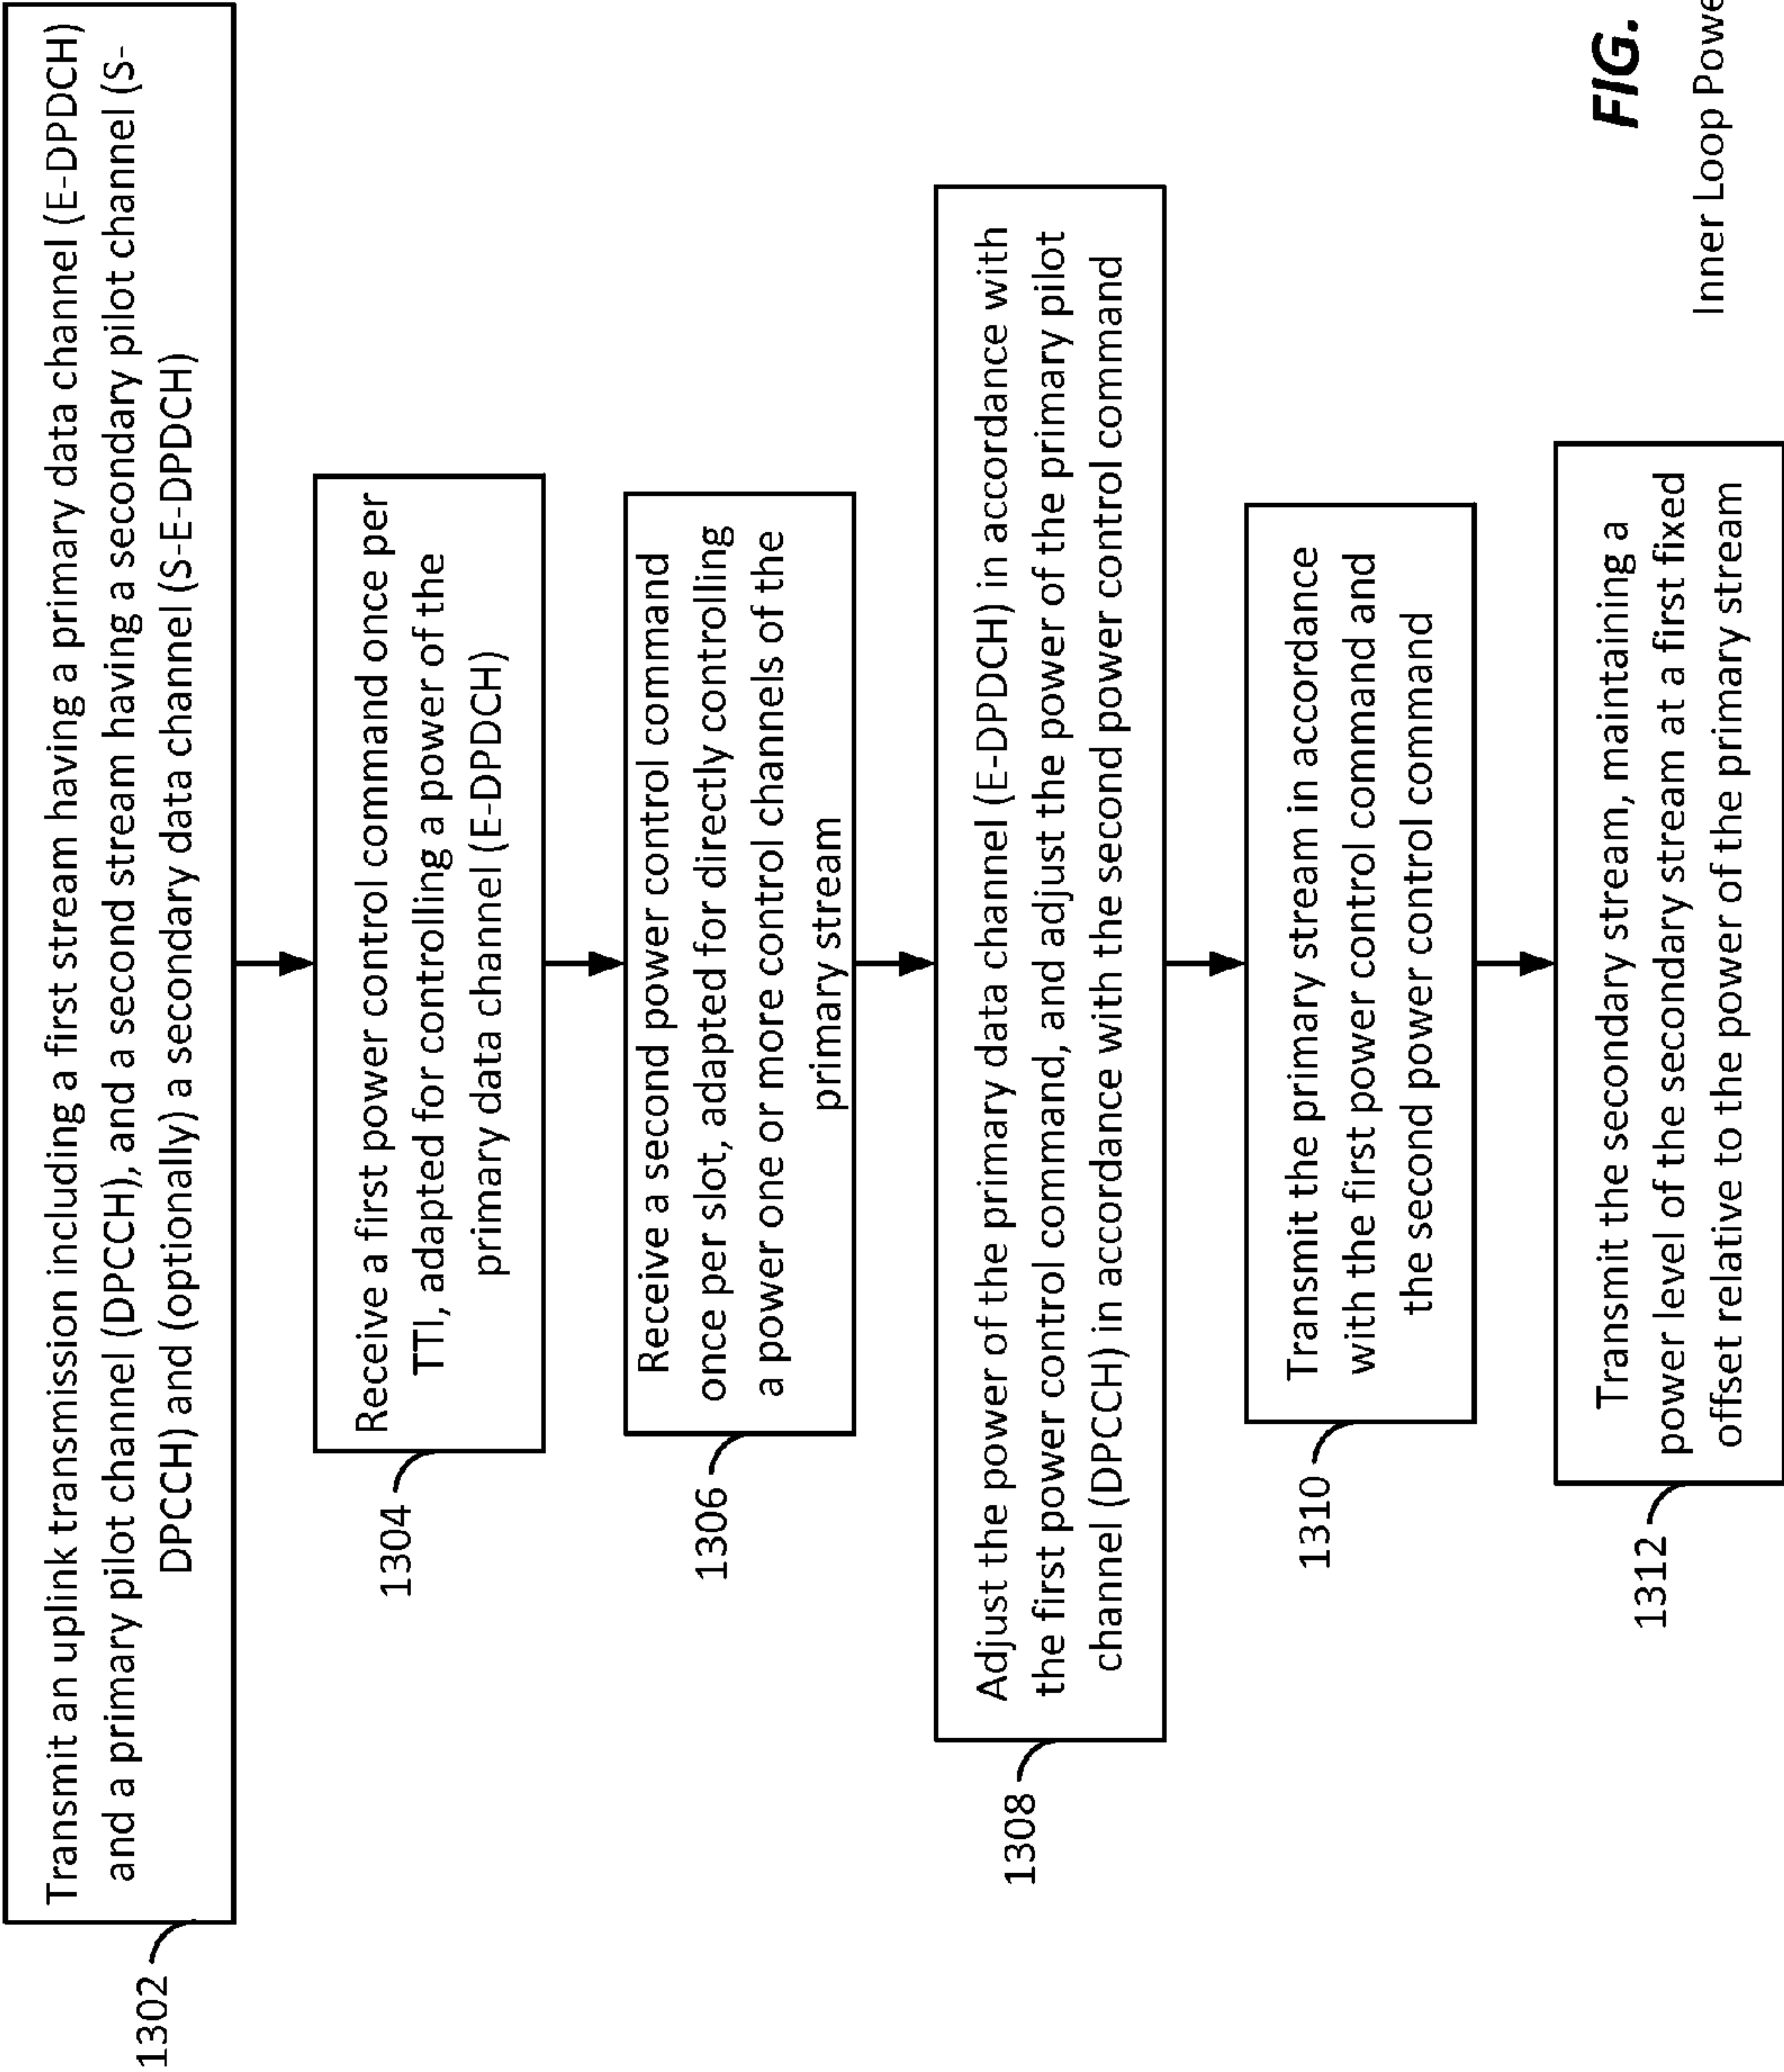 1302
Transmit an uplink transmission including a first stream having a primary data channel (E-DPDCH)
and a primary pilot channel (DPCCH), and a second stream having a secondary pilot channel (S-
DPCCH) and (optionally) a secondary data channel (S-E-DPDCH)
1304
Receive a first power control command once per
TTI, adapted for controlling a power of the
primary data channel (E-DPDCH)
1306
Receive a second power control command
once per slot, adapted for directly controlling
a power one or more control channels of the
primary stream
1308
Adjust the power of the primary data channel (E-DPDCH) in accordance with
the first power control command, and adjust the power of the primary pilot
channel (DPCCH) in accordance with the second power control command
1310
Transmit the primary stream in accordance
with the first power control command and
the second power control command
1312
Transmit the secondary stream, maintaining a
power level of the secondary stream at a first fixed
offset relative to the power of the primary stream
FIG.
Inner Loop Powe